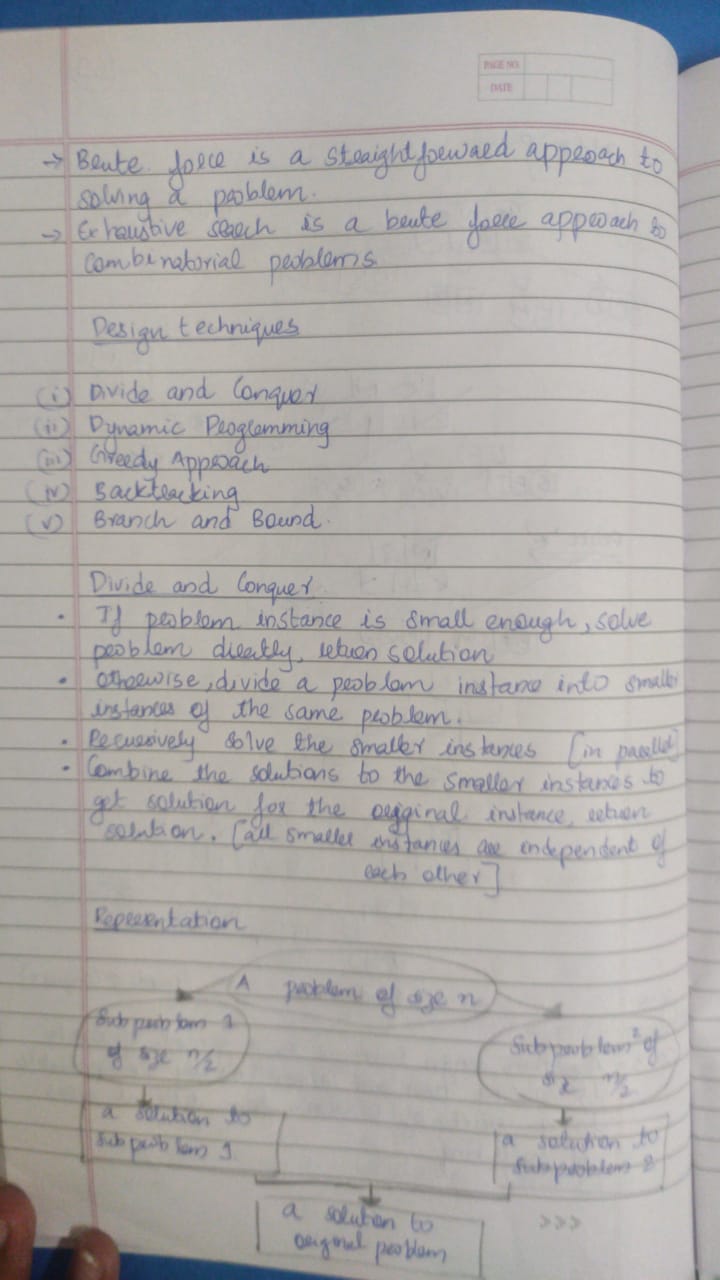 PAGE NO.
DATE
→ Brute force is a straightforward approach to
solving a problem.
→ Exhaustive search is a brute force approach to
combinatorial problems.
Design techniques
(i) Divide and Conquer
(ii) Dynamic Progremming
(iii) Greedy Approach
(iv) Backtracking
(v) Branch and Bound.
Divide and Conquer.
• If problem instance is small enough, solve
problem directly, return solution
• otherwise, divide a problem instance into smaller
instances of the same problem.
• Recursively solve the smaller instances [in parallel]
• Combine the solutions to the smaller instances to
get solution for the origginal instance, return
solution. [all smaller instances are independent of
each other]
Representation
A problem of size n
Subproblem 1
of size n/2
Subproblem 2 of
size n/2
a solution to
subproblem 1
a solution to
subproblem 2
a solution to
original problem
>>>